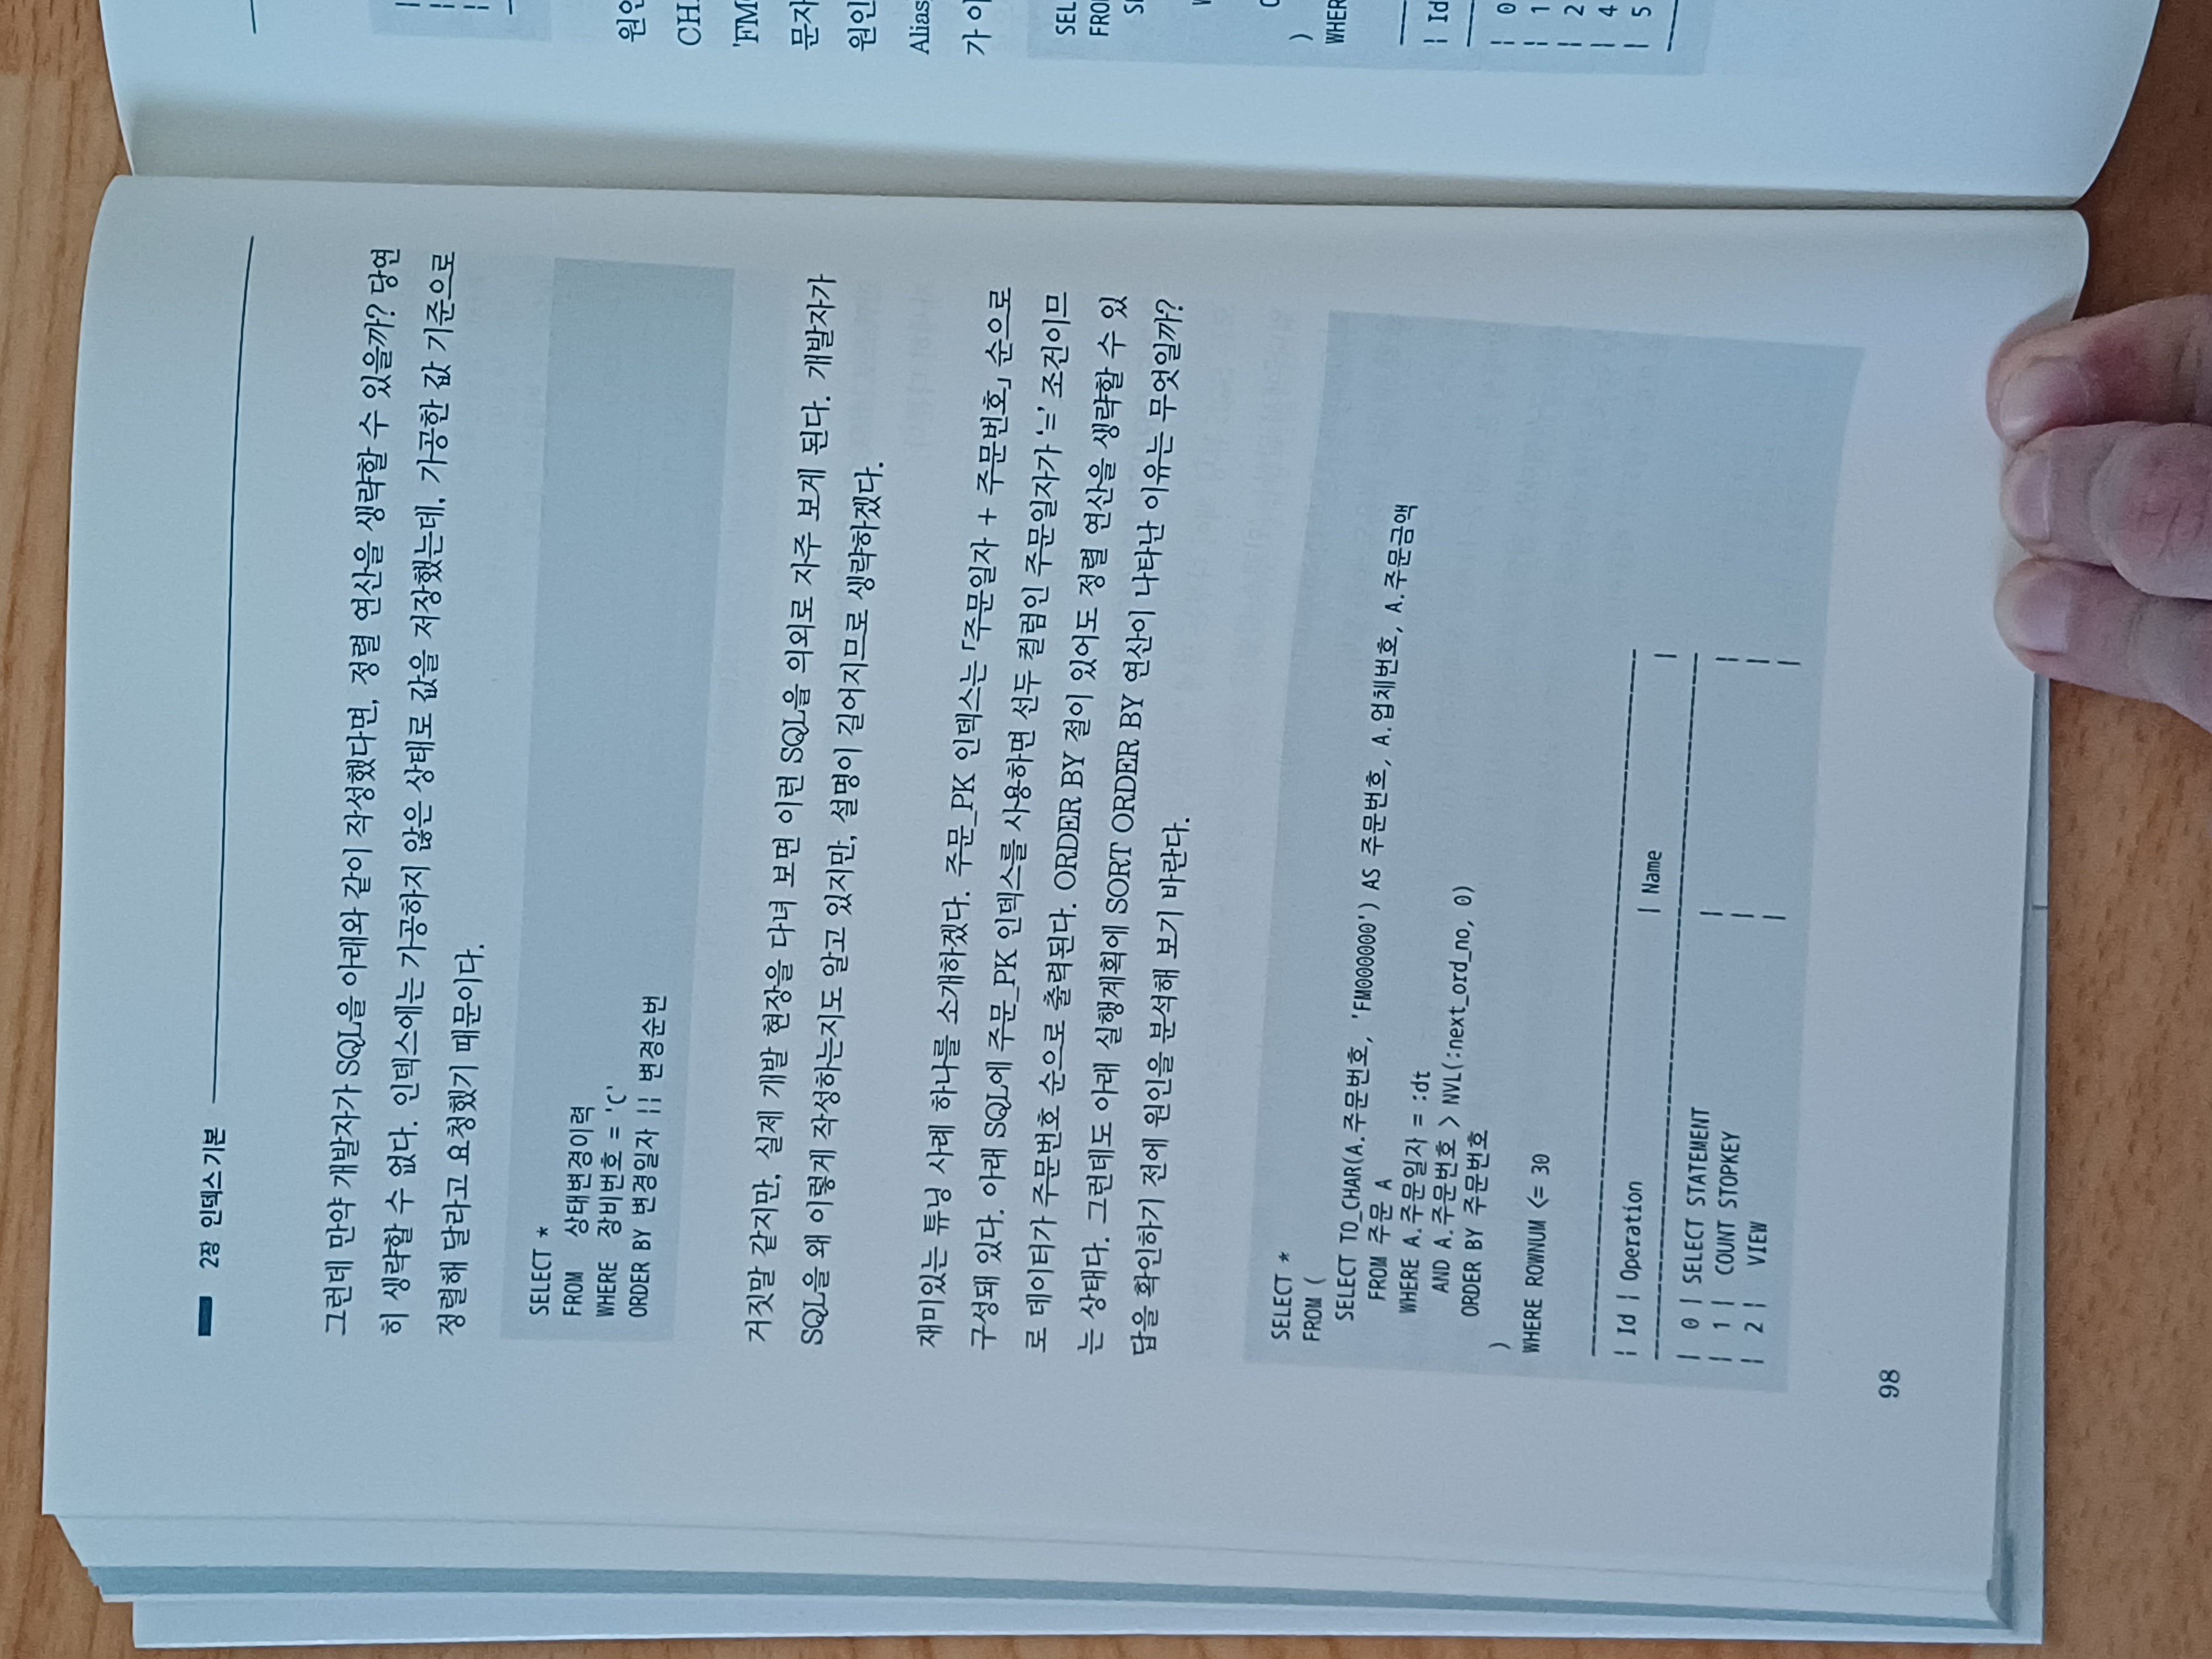 2장 인덱스 기본
그런데 만약 개발자가 SQL을 아래와 같이 작성했다면, 정렬 연산을 생략할 수 있을까? 당연
히 생략할 수 없다. 인덱스에는 가공하지 않은 상태로 값을 저장했는데, 가공한 값 기준으로
정렬해 달라고 요청했기 때문이다.
SELECT *
FROM 상태변경이력
WHERE 장비번호 = 'C'
ORDER BY 변경일자 || 변경순번
거짓말 같지만, 실제 개발 현장을 다녀 보면 이런 SQL을 의외로 자주 보게 된다. 개발자가
SQL을 왜 이렇게 작성하는지도 알고 있지만, 설명이 길어지므로 생략하겠다.
재미있는 튜닝 사례 하나를 소개하겠다. 주문_PK 인덱스는 「주문일자 + 주문번호」 순으로
구성돼 있다. 아래 SQL에 주문_PK 인덱스를 사용하면 선두 컬럼인 주문일자가 ‘=’ 조건이므
로 데이터가 주문번호 순으로 출력된다. ORDER BY 절이 있어도 정렬 연산을 생략할 수 있
는 상태다. 그런데도 아래 실행계획에 SORT ORDER BY 연산이 나타난 이유는 무엇일까?
답을 확인하기 전에 원인을 분석해 보기 바란다.
SELECT *
FROM (
SELECT TO_CHAR(A.주문번호, 'FM000000') AS 주문번호, A.업체번호, A.주문금액
FROM 주문 A
WHERE A.주문일자 = :dt
AND A.주문번호 > NVL(:next_ord_no, 0)
ORDER BY 주문번호
)
WHERE ROWNUM <= 30
| Id | Operation | Name |
| 0 | SELECT STATEMENT | |
| 1 | COUNT STOPKEY | |
| 2 | VIEW | |
98
CH
'FM
문자
원인
Alias
가
SEL
FRO
)
WHER
| Id
| 0
| 1
| 2
| 4
| 5